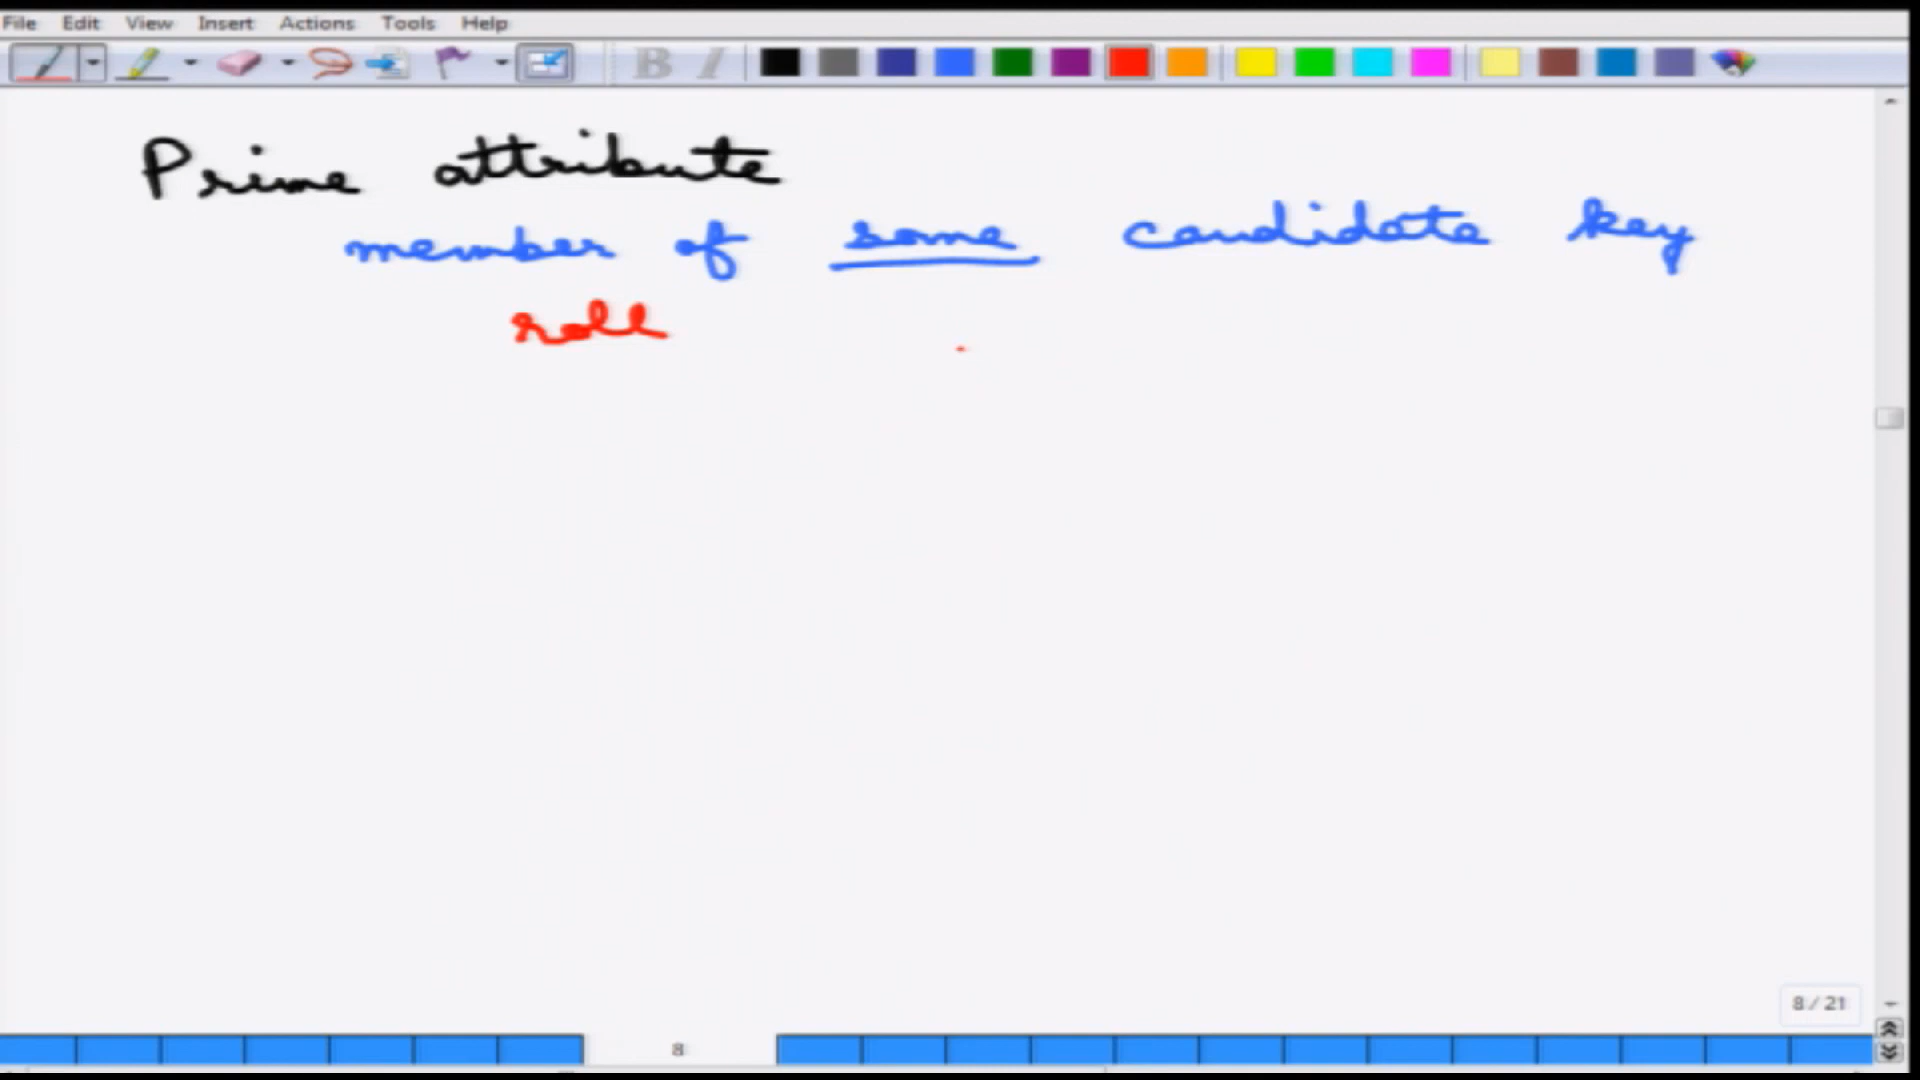 File Edit View Insert Actions Tools Help
B I
Prime attribute
member of some candidate key
roll
8 / 21
8